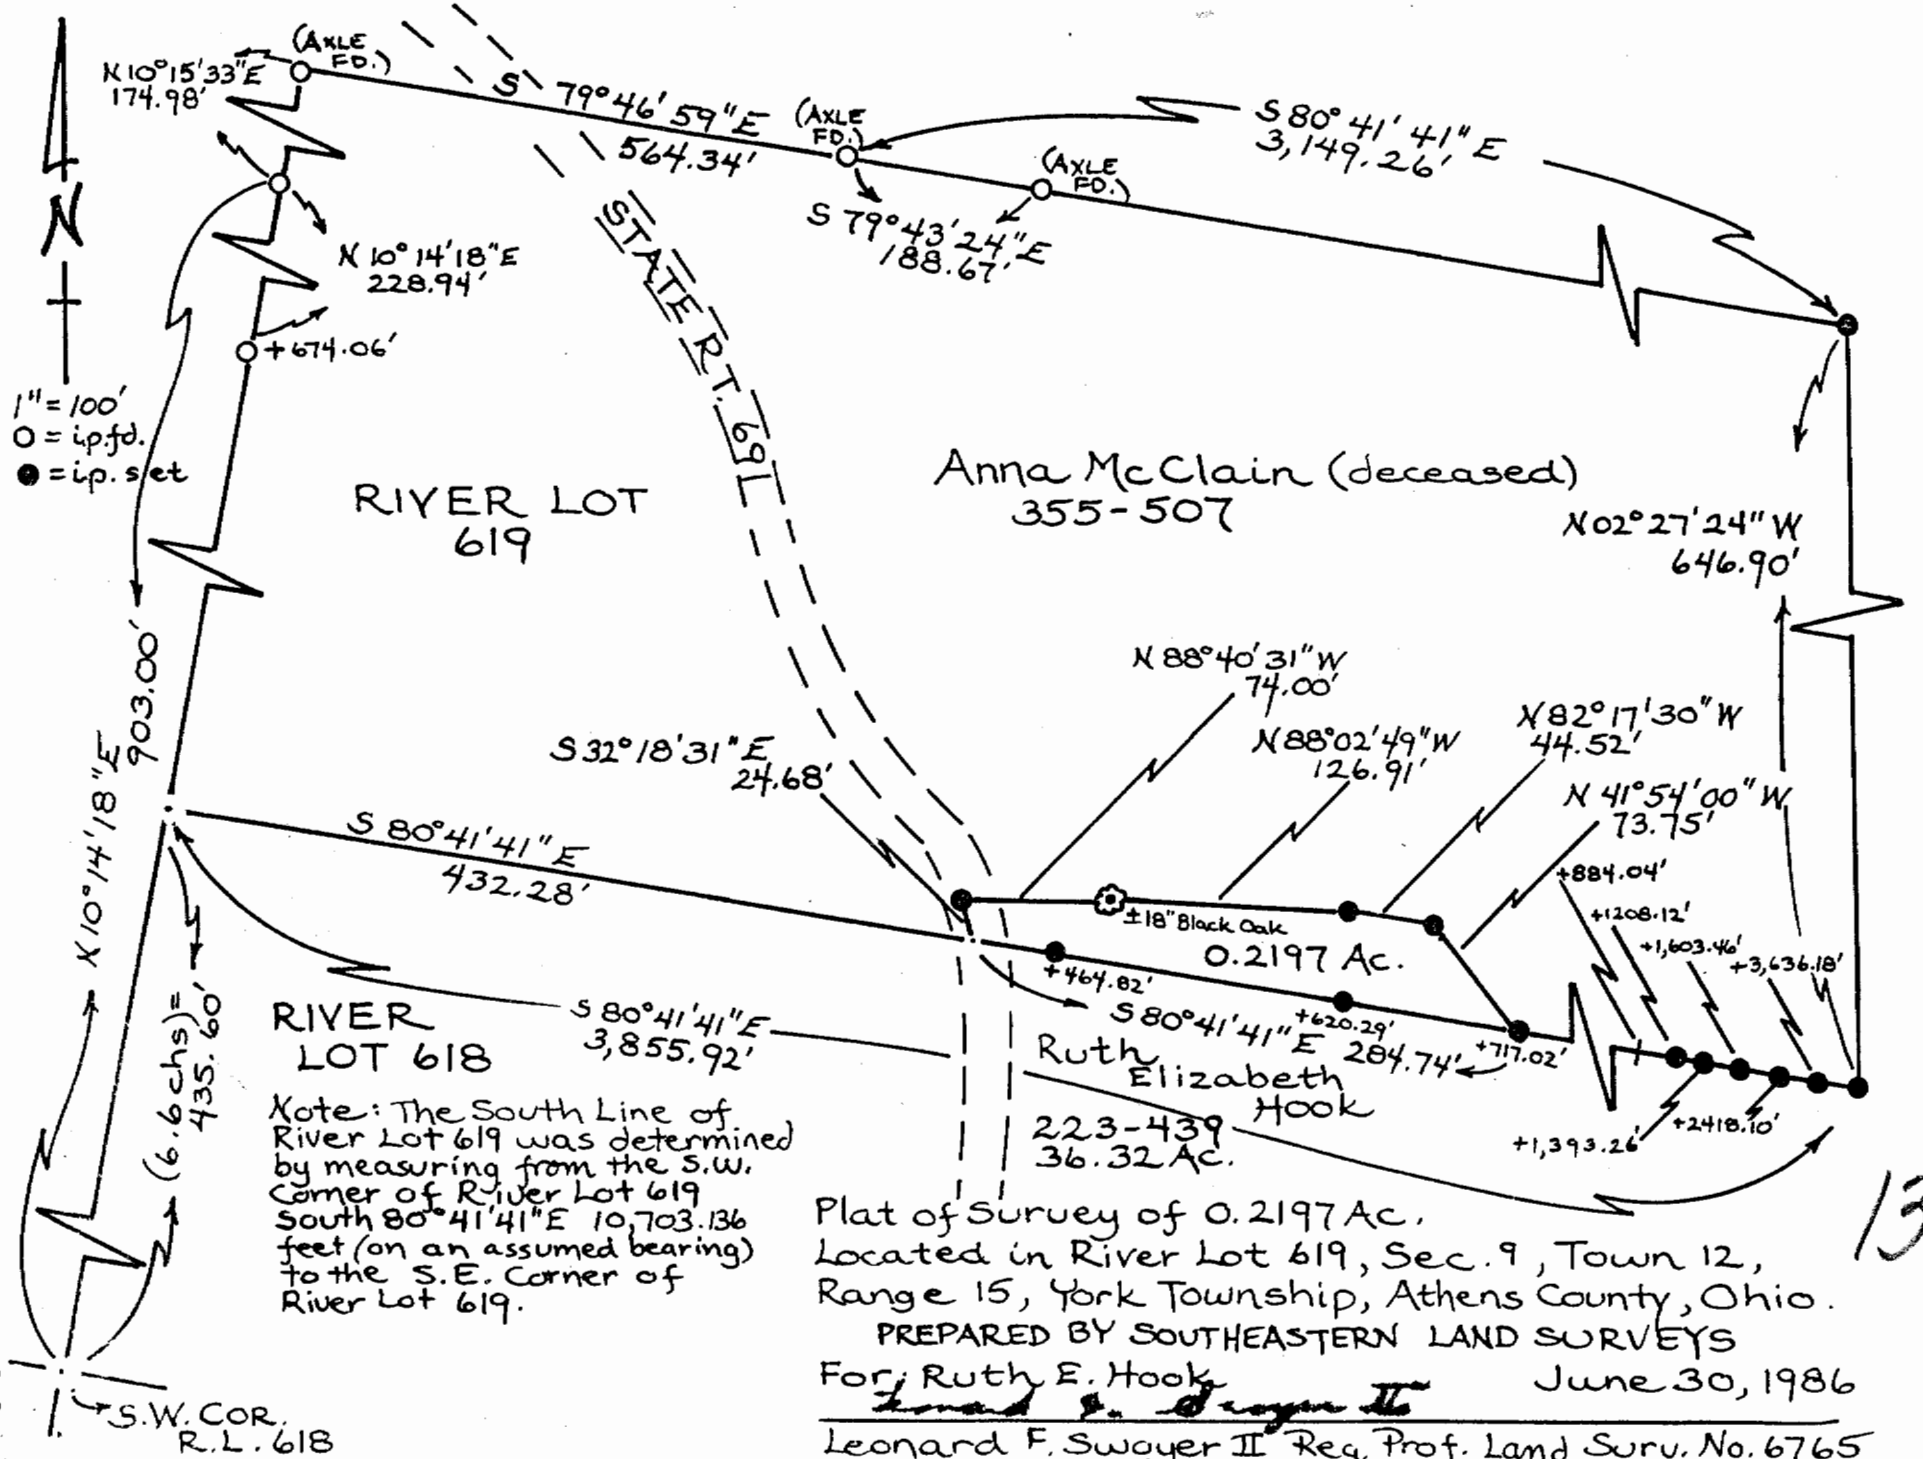 (AXLE
FD.)
N10°15'33"E
174.98'
S 79°46'59"E
564.34'
(AXLE
FD.)
S 80°41'41"E
3,149.26'
(AXLE
FD.)
S 79°43'24"E
188.67'
N
N 10°14'18"E
228.94'
+674.06'
STATE RT. 691
1"=100'
O = i.p.fd.
● = i.p. set
RIVER LOT
619
Anna McClain (deceased)
355-507
N02°27'24"W
646.90'
N 10°14'18"E 903.00'
N 88°40'31"W
74.00'
N88°02'49"W
126.91'
N82°17'30"W
44.52'
N 41°54'00"W
73.75'
S32°18'31"E
24.68'
S 80°41'41"E
432.28'
±18" Black Oak
0.2197 Ac.
+884.04'
+1208.12'
+1,603.46'
+3,636.18'
+464.82'
+620.29'
+717.02'
S 80°41'41"E 284.74'
+1,393.26'
+2418.10'
(6.6 chs)=
435.60'
RIVER
LOT 618
S 80°41'41"E
3,855.92'
Ruth
Elizabeth
Hook
223-439
36.32 Ac.
Note: The South Line of
River Lot 619 was determined
by measuring from the S.W.
Corner of River Lot 619
South 80°41'41"E 10,703.136
feet (on an assumed bearing)
to the S.E. Corner of
River Lot 619.
13
Plat of Survey of 0.2197 Ac.
Located in River Lot 619, Sec. 9, Town 12,
Range 15, York Township, Athens County, Ohio.
PREPARED BY SOUTHEASTERN LAND SURVEYS
For: Ruth E. Hook June 30, 1986
Leonard F. Swoyer II Reg. Prof. Land Surv. No. 6765
S.W. COR.
R.L. 618